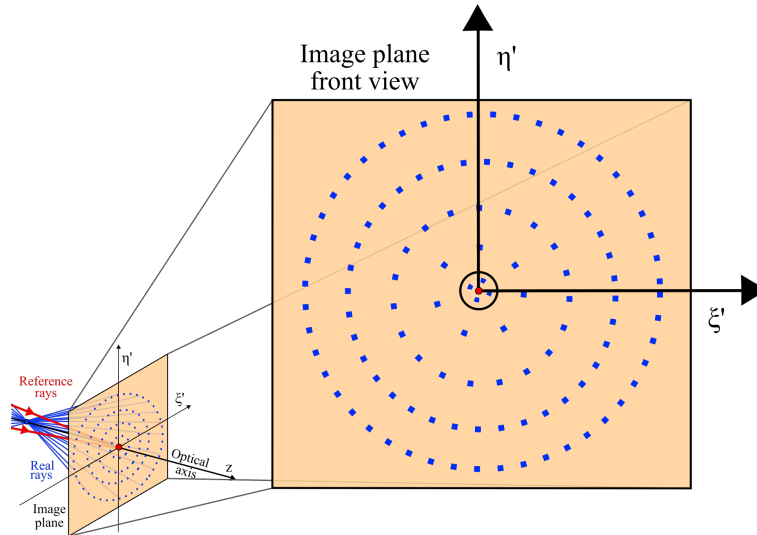 Image plane
front view
η'
ξ'
η'
ξ'
Reference
rays
Real
rays
Optical
axis
z
Image
plane